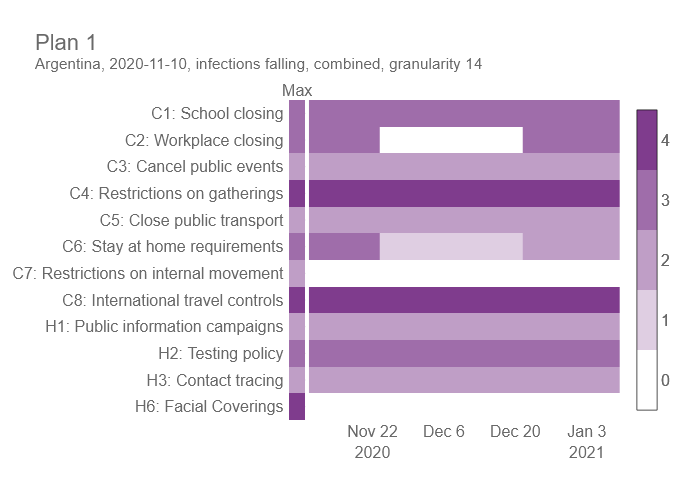 Plan 1
Argentina, 2020-11-10, infections falling, combined, granularity 14
Max
C1: School closing
C2: Workplace closing
C3: Cancel public events
C4: Restrictions on gatherings
C5: Close public transport
C6: Stay at home requirements
C7: Restrictions on internal movement
C8: International travel controls
H1: Public information campaigns
H2: Testing policy
H3: Contact tracing
H6: Facial Coverings
4
3
2
1
0
Nov 22 Dec 6 Dec 20 Jan 3
2020 2021